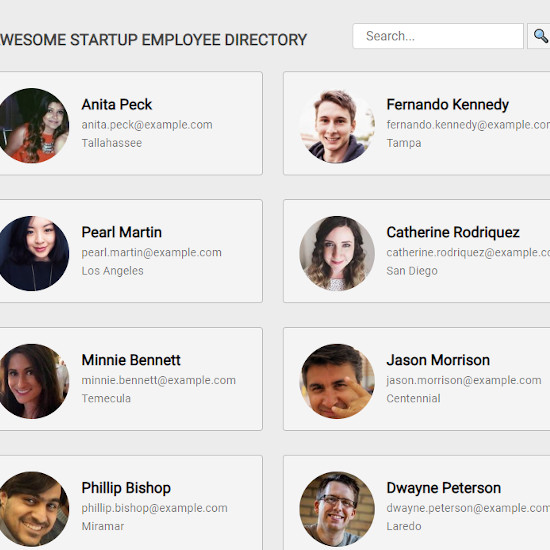 WESOME STARTUP EMPLOYEE DIRECTORY
Search...
Anita Peck
anita.peck@example.com
Tallahassee
Fernando Kennedy
fernando.kennedy@example.com
Tampa
Pearl Martin
pearl.martin@example.com
Los Angeles
Catherine Rodriquez
catherine.rodriquez@example.co
San Diego
Minnie Bennett
minnie.bennett@example.com
Temecula
Jason Morrison
jason.morrison@example.com
Centennial
Phillip Bishop
phillip.bishop@example.com
Miramar
Dwayne Peterson
dwayne.peterson@example.com
Laredo